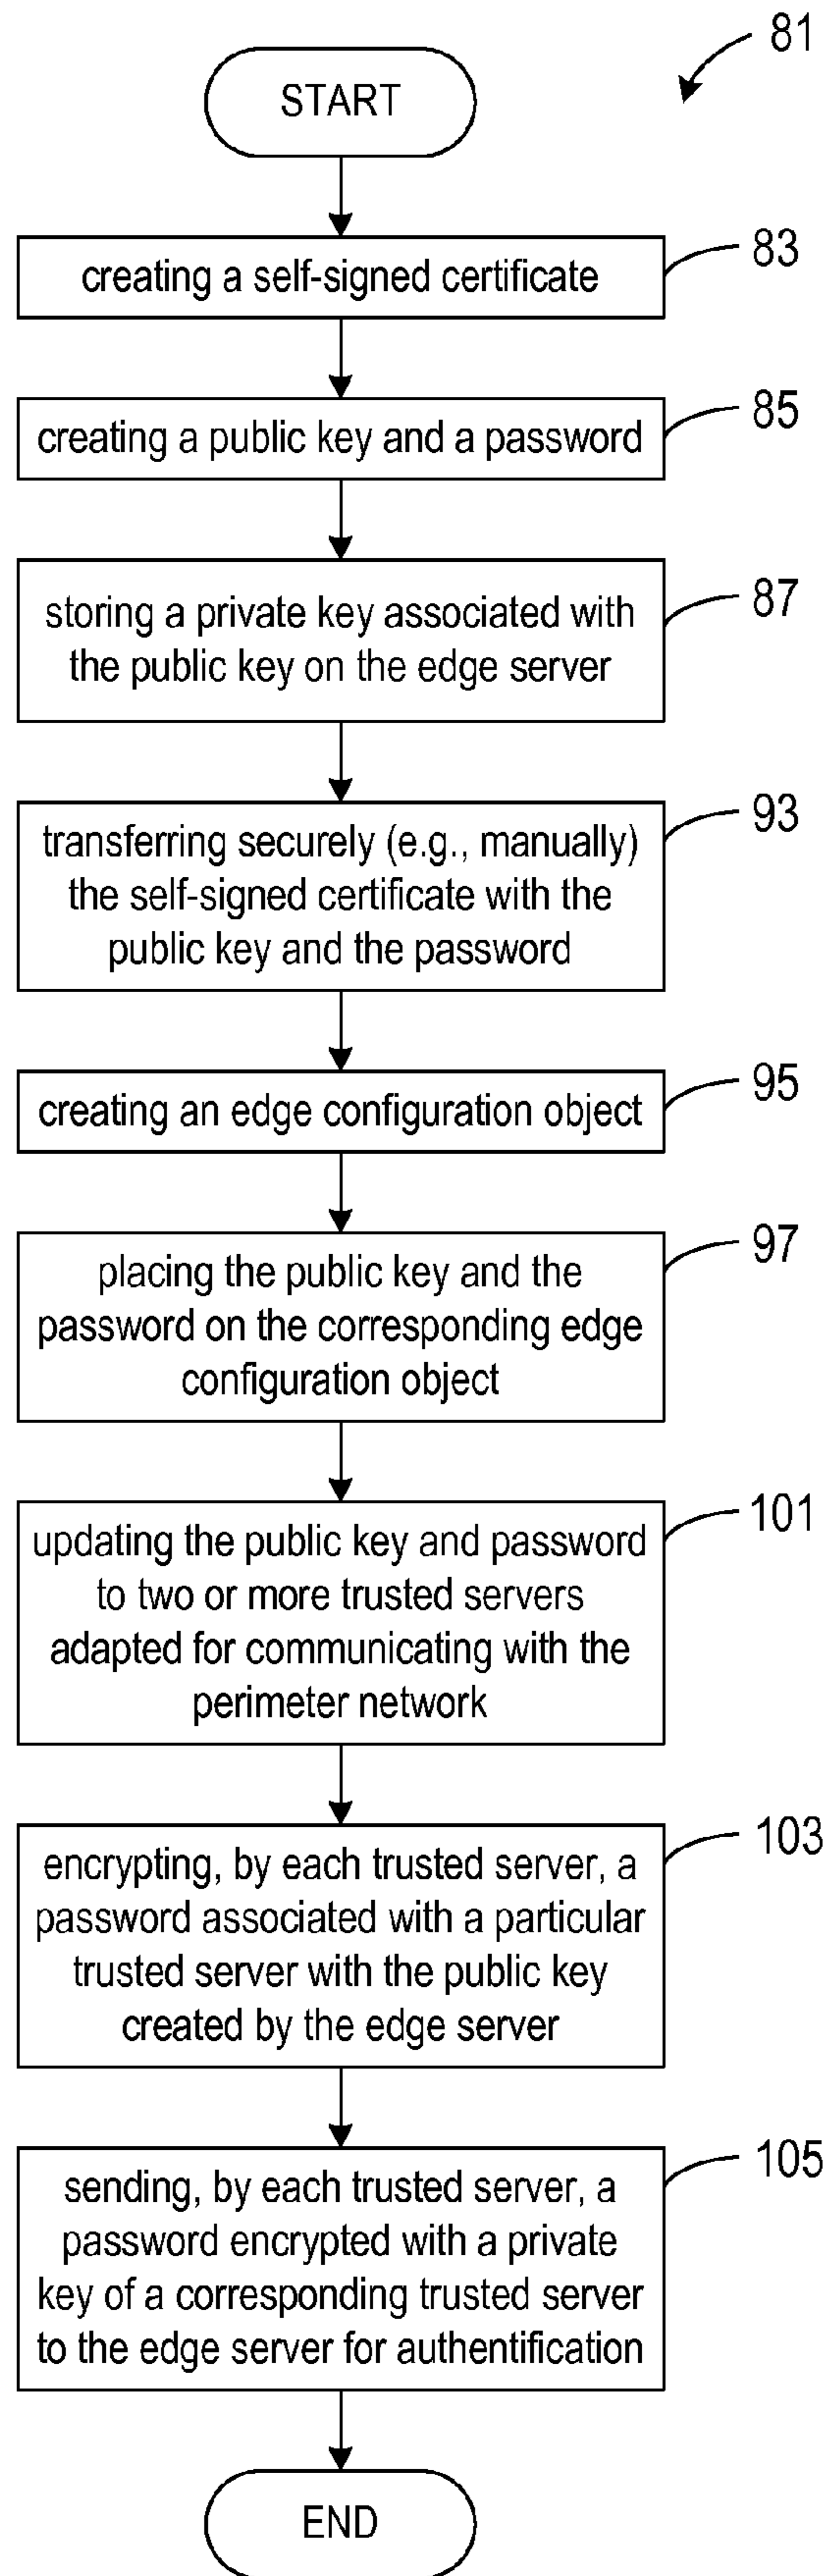 81
START
83
creating a self-signed certificate
85
creating a public key and a password
87
storing a private key associated with
the public key on the edge server
93
transferring securely (e.g., manually)
the self-signed certificate with the
public key and the password
95
creating an edge configuration object
97
placing the public key and the
password on the corresponding edge
configuration object
101
updating the public key and password
to two or more trusted servers
adapted for communicating with the
perimeter network
103
encrypting, by each trusted server, a
password associated with a particular
trusted server with the public key
created by the edge server
105
sending, by each trusted server, a
password encrypted with a private
key of a corresponding trusted server
to the edge server for authentification
END